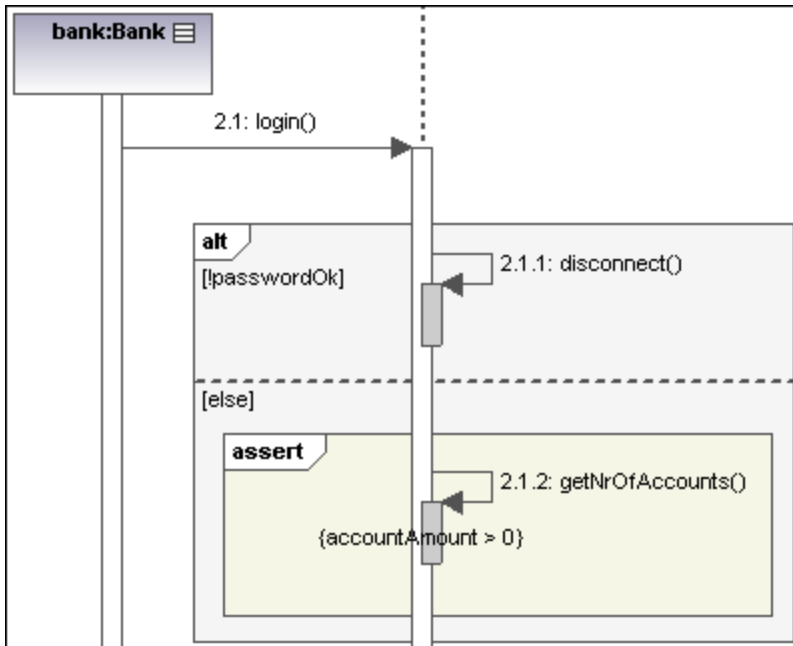 bank:Bank
2.1: login()
alt
2.1.1: disconnect()
[!passwordOk]
[else]
assert
2.1.2: getNrOfAccounts()
{accountAmount > 0}